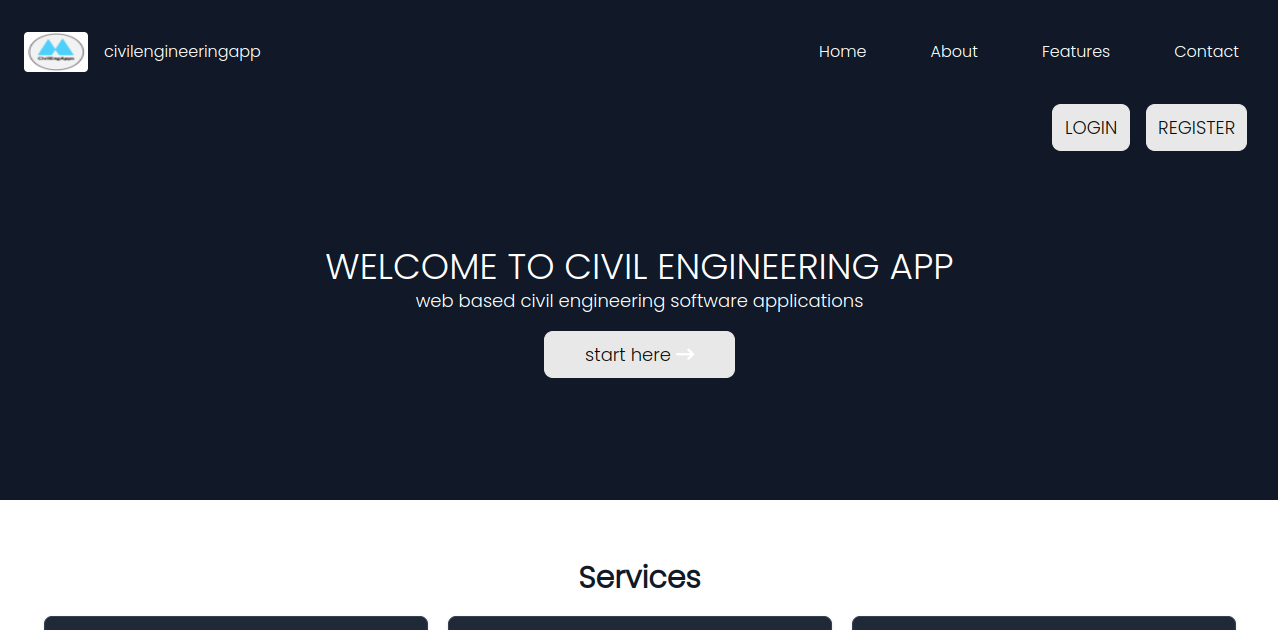 civilengineeringapp
Home About Features Contact
LOGIN REGISTER
WELCOME TO CIVIL ENGINEERING APP
web based civil engineering software applications
start here →
Services